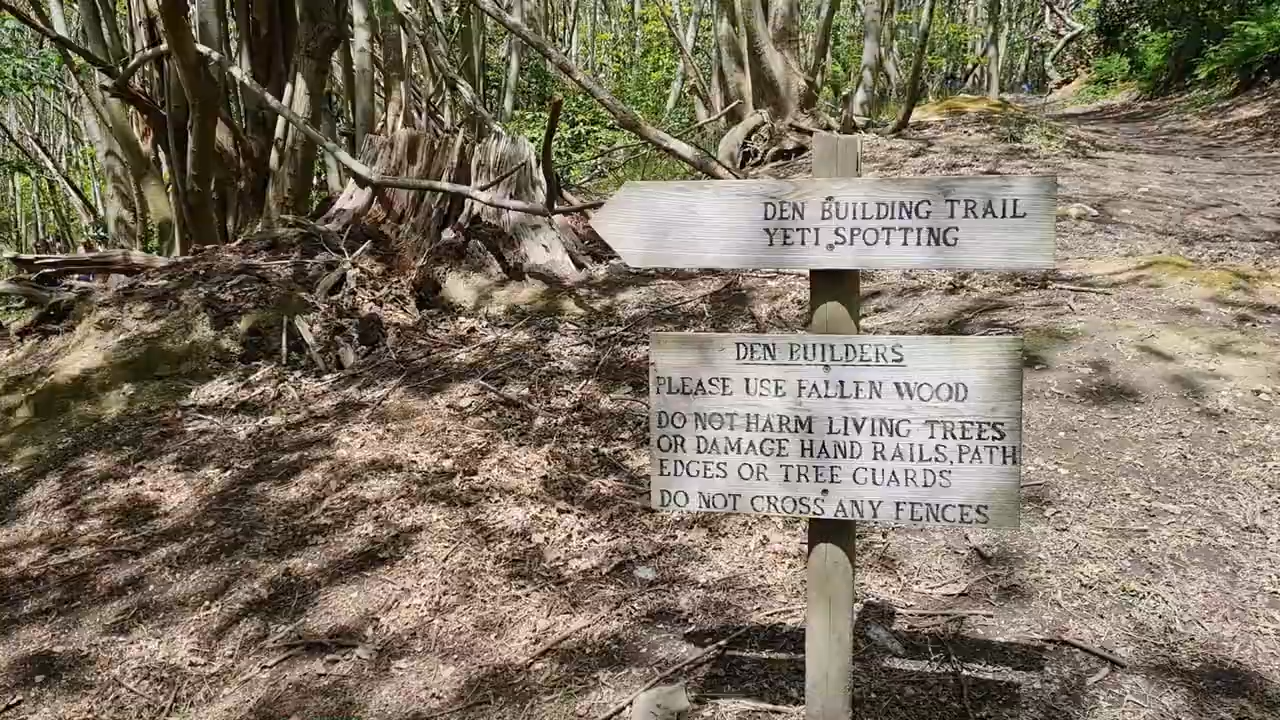 DEN BUILDING TRAIL
YETI SPOTTING
DEN BUILDERS
PLEASE USE FALLEN WOOD
DO NOT HARM LIVING TREES
OR DAMAGE HAND RAILS, PATH
EDGES OR TREE GUARDS
DO NOT CROSS ANY FENCES